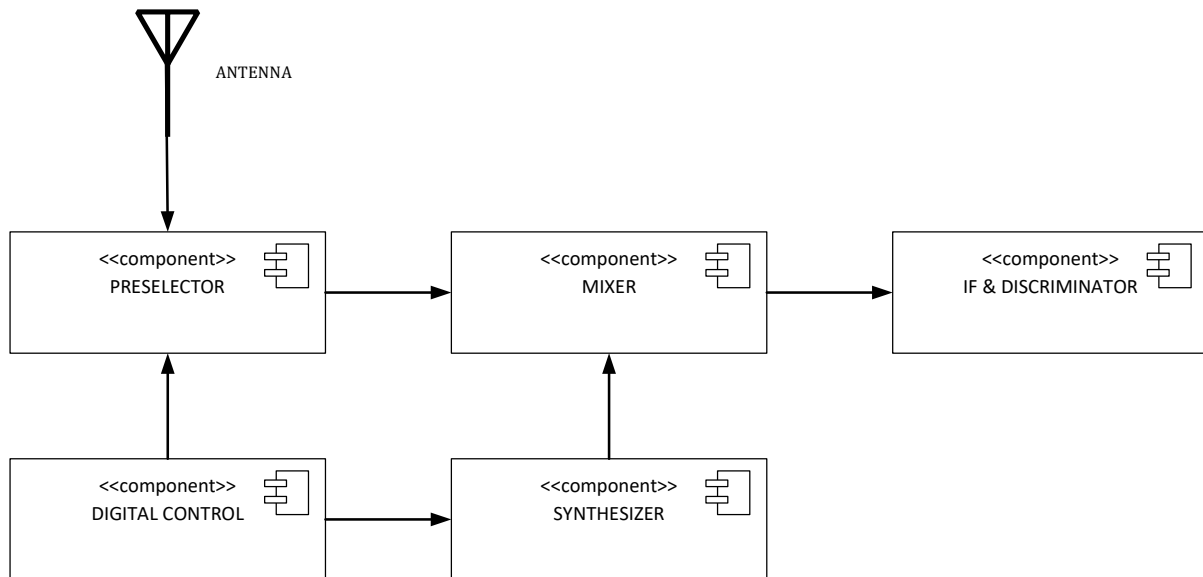 ANTENNA
<<component>>
PRESELECTOR
<<component>>
MIXER
<<component>>
IF & DISCRIMINATOR
<<component>>
DIGITAL CONTROL
<<component>>
SYNTHESIZER